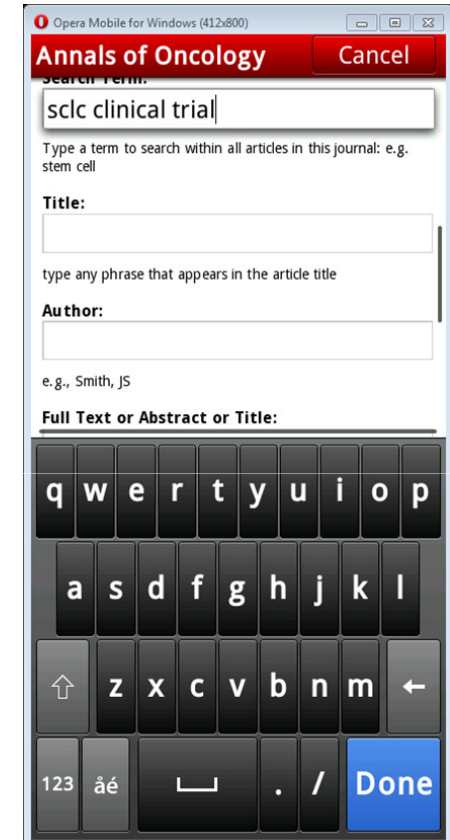 Opera Mobile for Windows (412x800)
Annals of Oncology Cancel
Search Term:
sclc clinical trial
Type a term to search within all articles in this journal: e.g.
stem cell
Title:
type any phrase that appears in the article title
Author:
e.g., Smith, JS
Full Text or Abstract or Title:
q w e r t y u i o p
a s d f g h j k l
z x c v b n m
123 åé . / Done